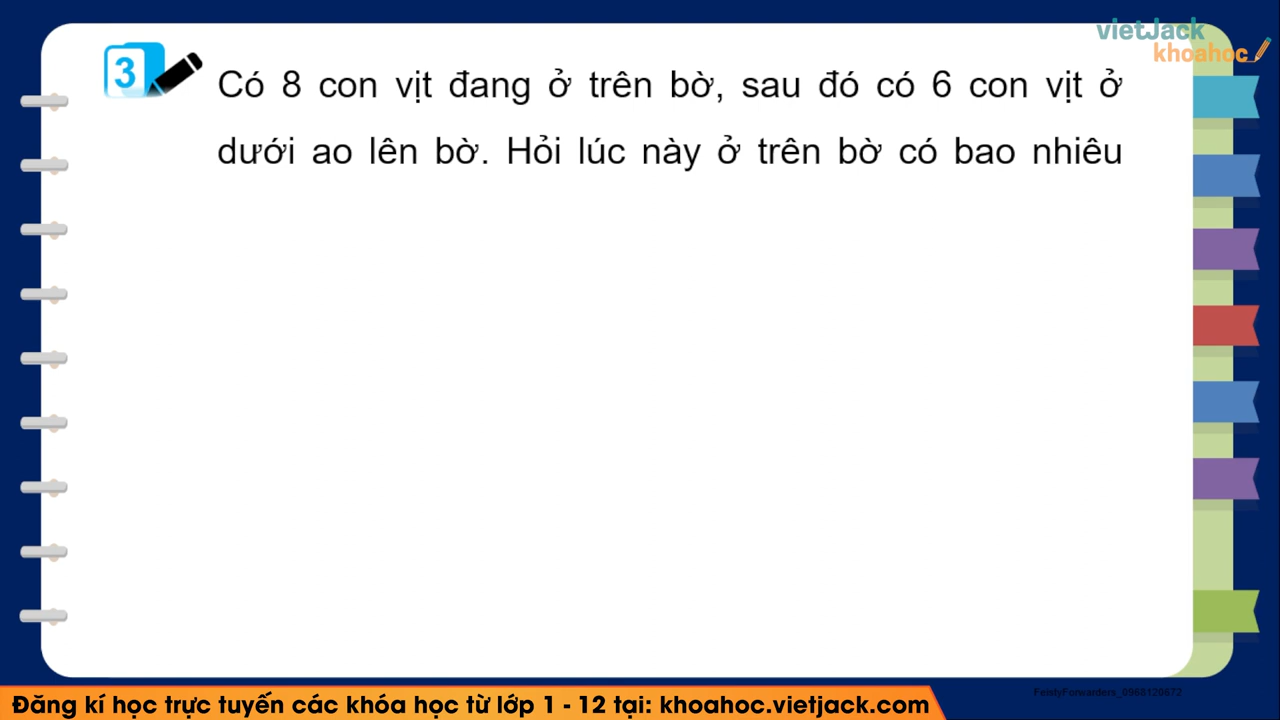 vietJack
khoahoc
3
Có 8 con vịt đang ở trên bờ, sau đó có 6 con vịt ở
dưới ao lên bờ. Hỏi lúc này ở trên bờ có bao nhiêu
FeistyForwarders_0968120672
Đăng kí học trực tuyến các khóa học từ lớp 1 - 12 tại: khoahoc.vietjack.com